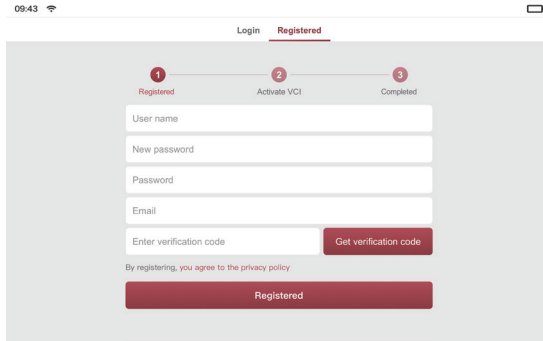 09:43
Login Registered
1 2 3
Registered Activate VCI Completed
User name
New password
Password
Email
Enter verification code Get verification code
By registering, you agree to the privacy policy
Registered